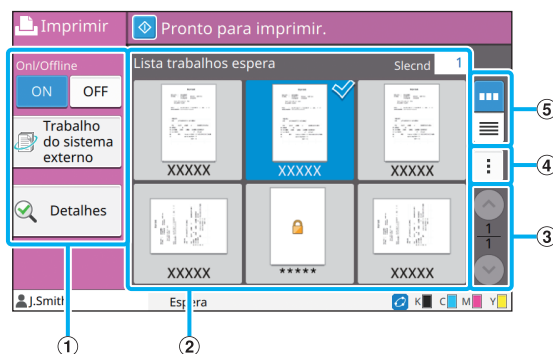 Imprimir
Pronto para imprimir.
Onl/Offline
ON OFF
Trabalho
do sistema
externo
Detalhes
Lista trabalhos espera
Slecnd 1
XXXXX XXXXX XXXXX
XXXXX ***** XXXXX
1
1
J.Smith
Espera
K C M Y
5
4
3
1
2